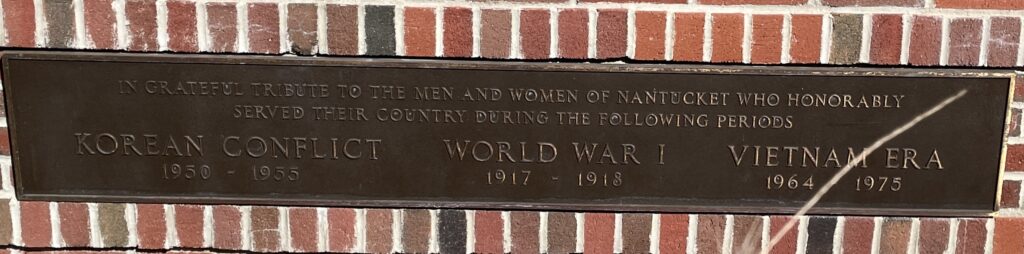 IN GRATEFUL TRIBUTE TO THE MEN AND WOMEN OF NANTUCKET WHO HONORABLY
SERVED THEIR COUNTRY DURING THE FOLLOWING PERIODS
KOREAN CONFLICT WORLD WAR I VIETNAM ERA
1950 - 1955 1917 - 1918 1964 1975